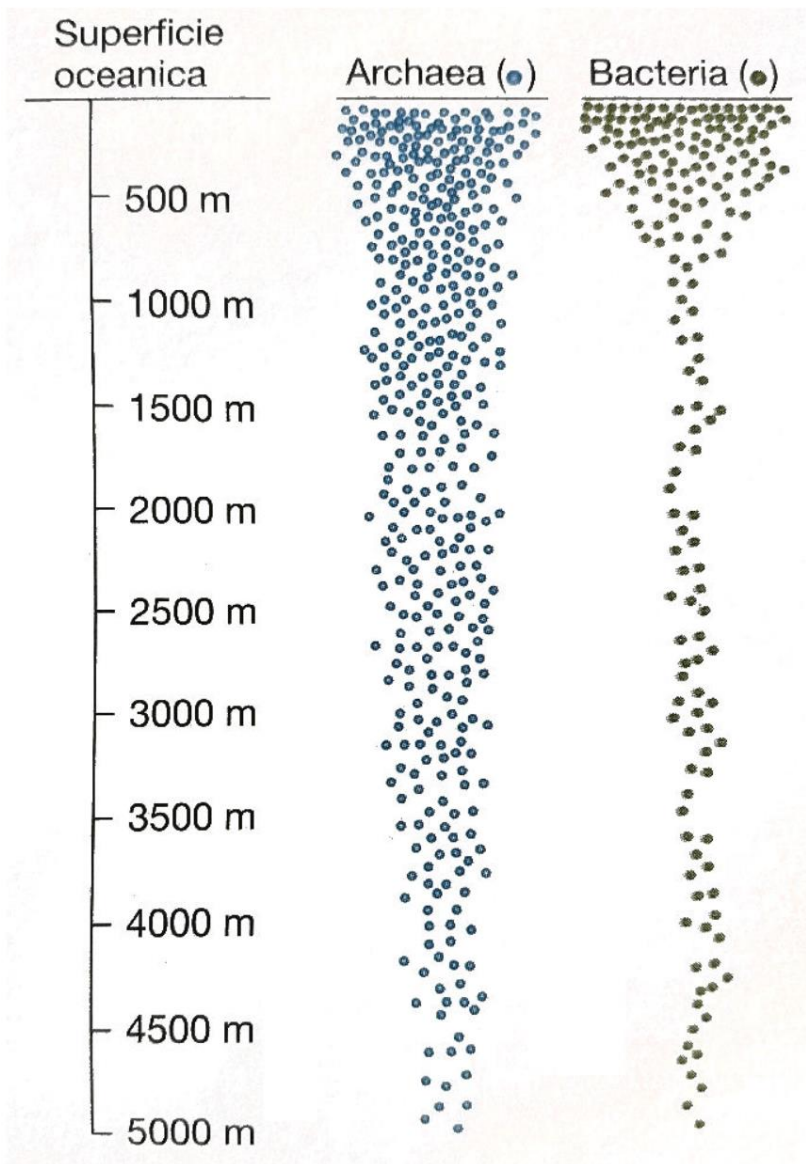 Superficie
oceanica
Archaea (●)
Bacteria (●)
500 m
1000 m
1500 m
2000 m
2500 m
3000 m
3500 m
4000 m
4500 m
5000 m